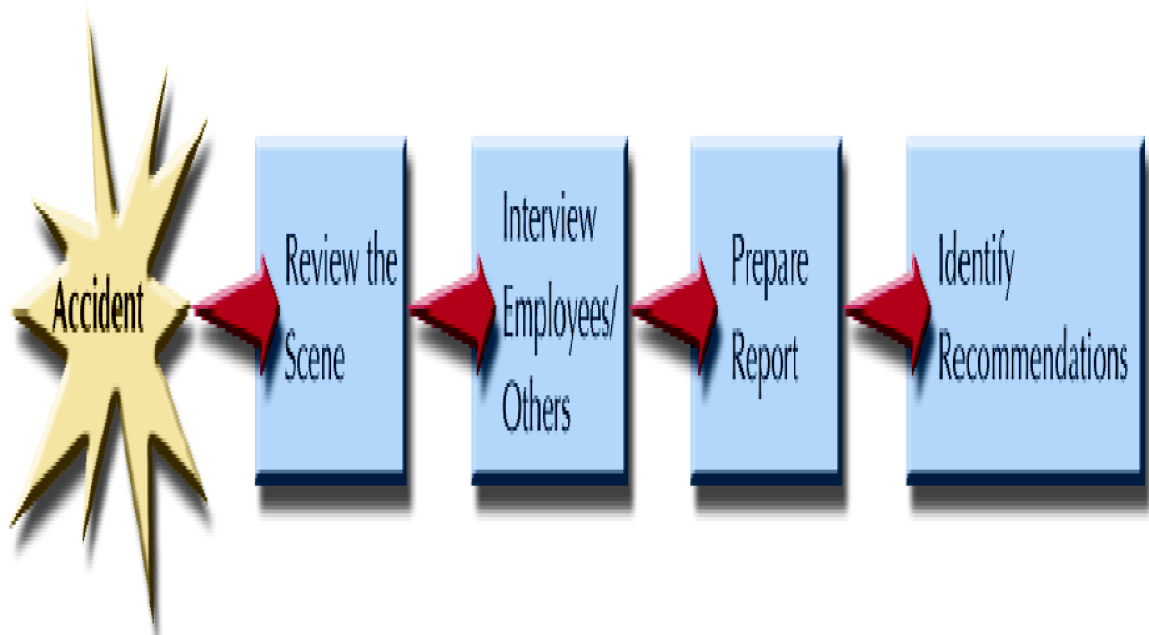 Accident
Review the
Scene
Interview
Employees/
Others
Prepare
Report
Identify
Recommendations